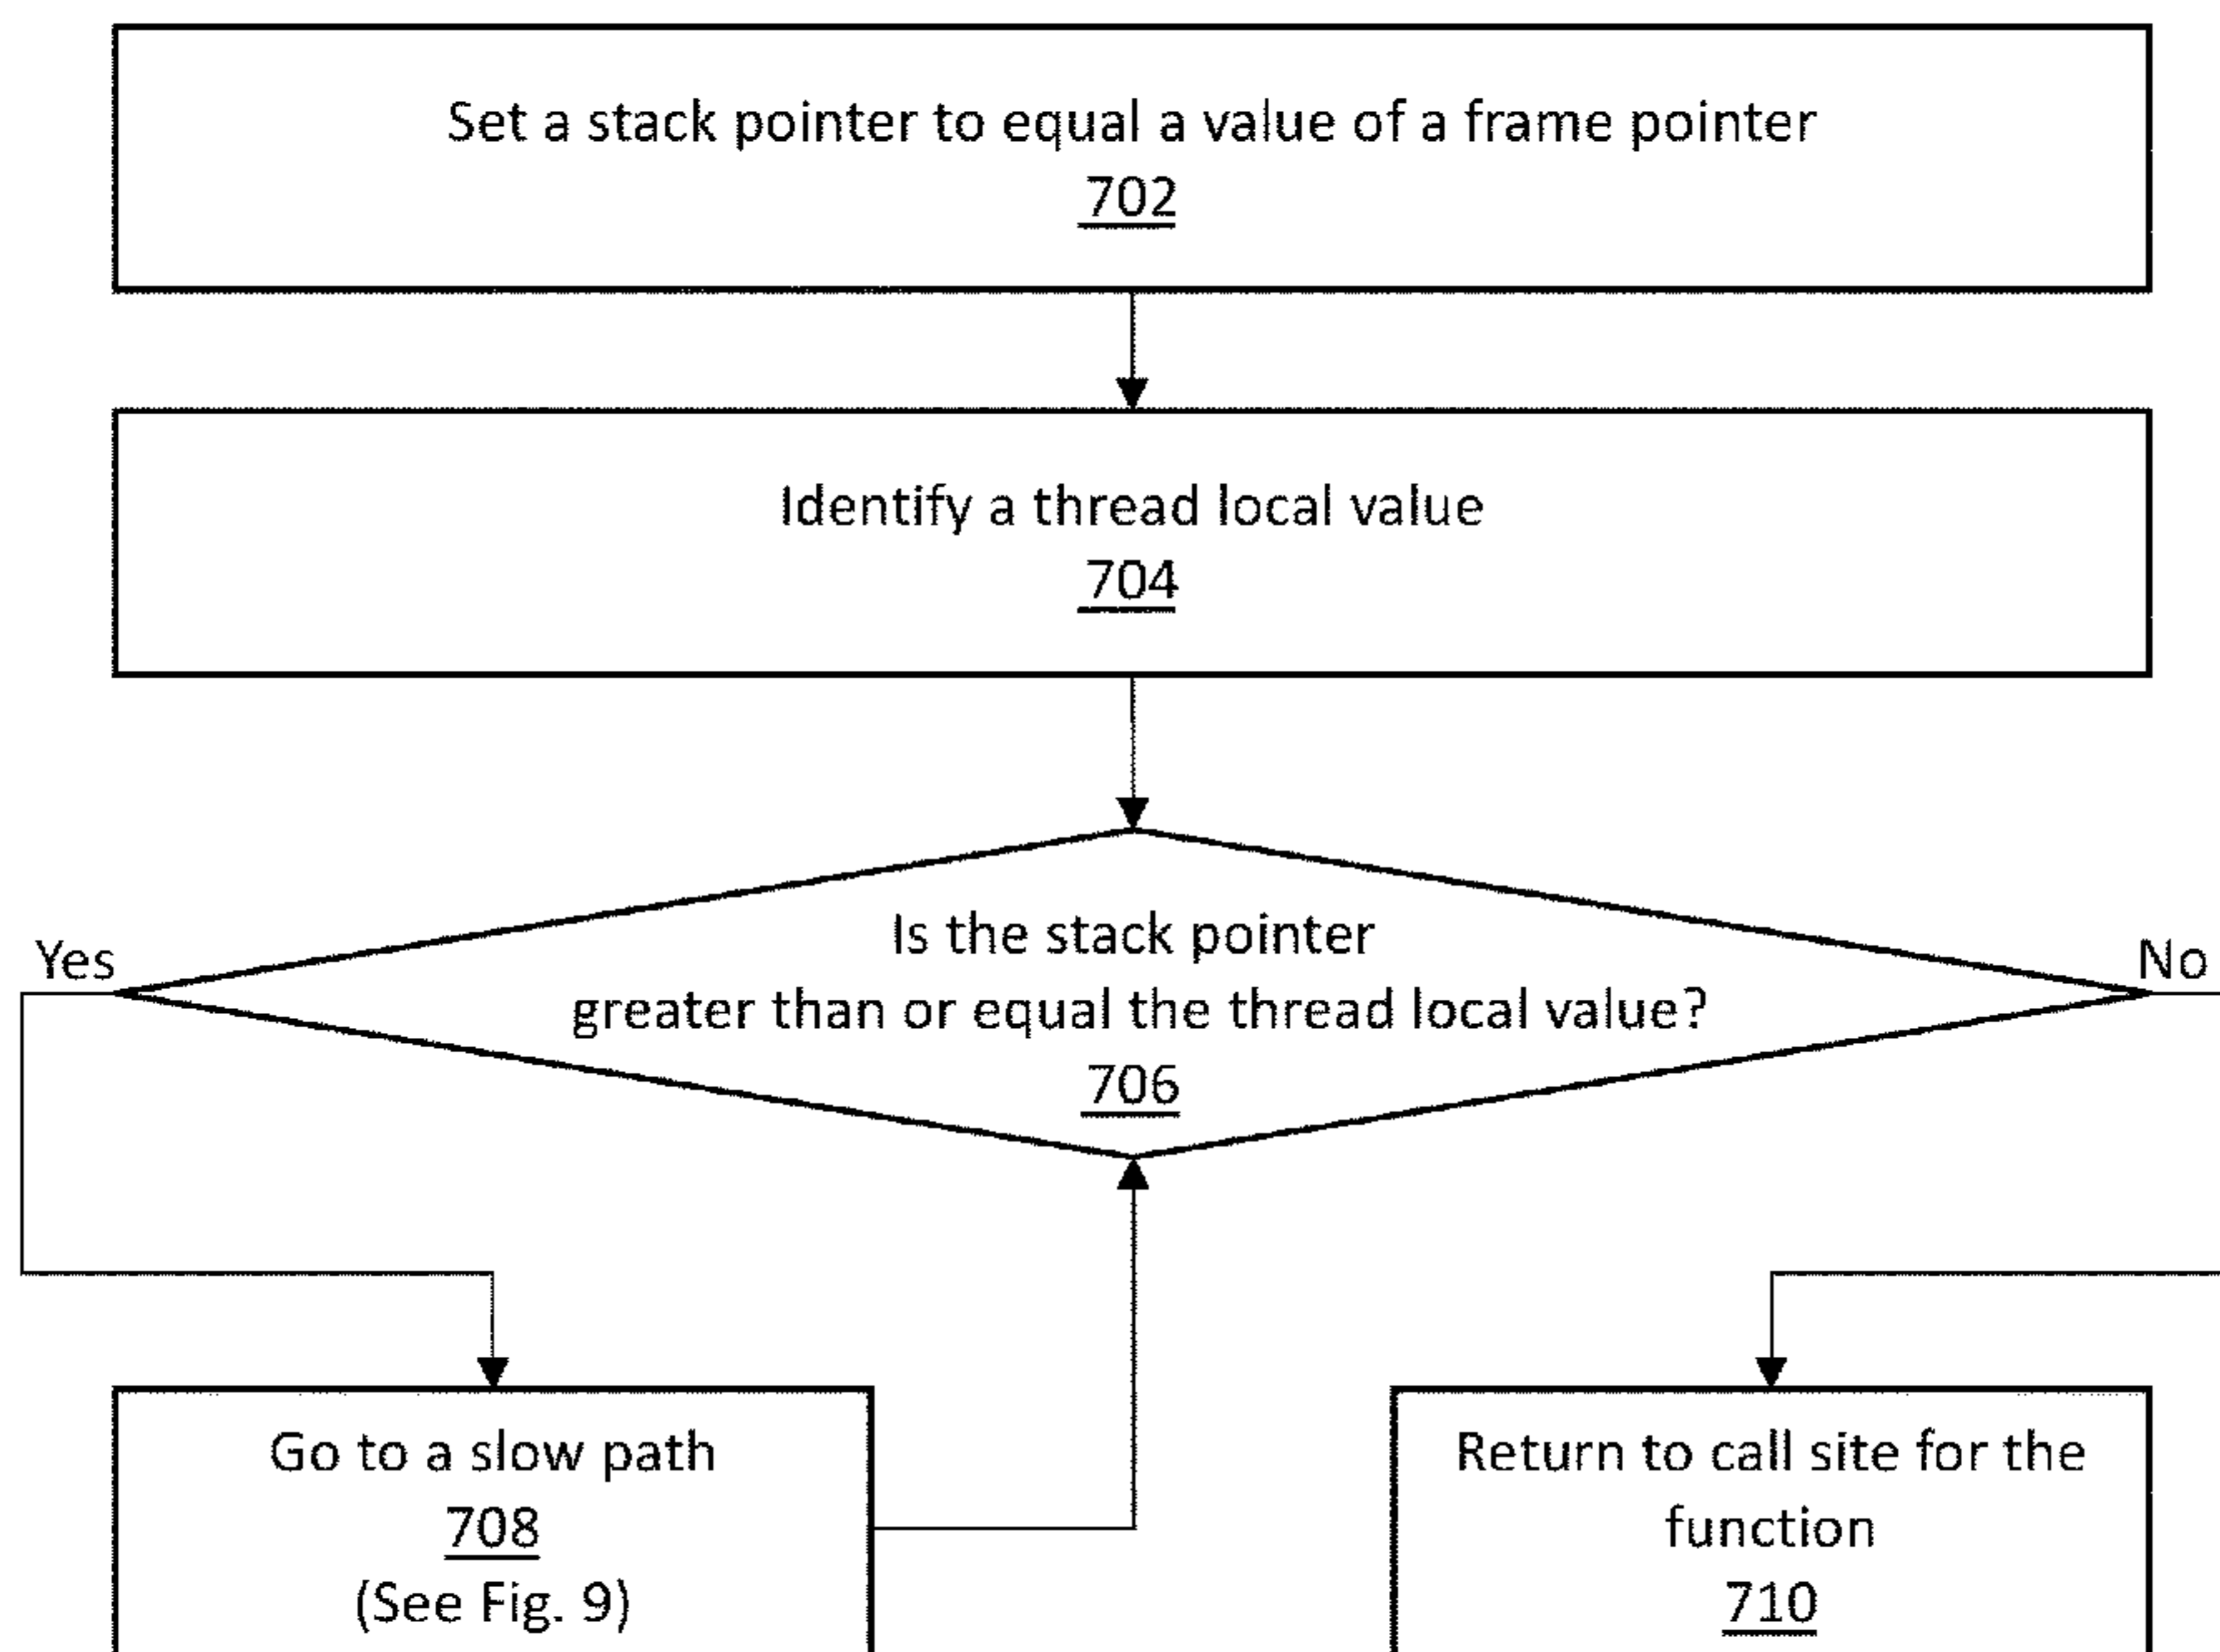 Set a stack pointer to equal a value of a frame pointer
702
Identify a thread local value
704
Is the stack pointer
greater than or equal the thread local value?
706
Yes
No
Go to a slow path
708
(See Fig. 9)
Return to call site for the
function
710